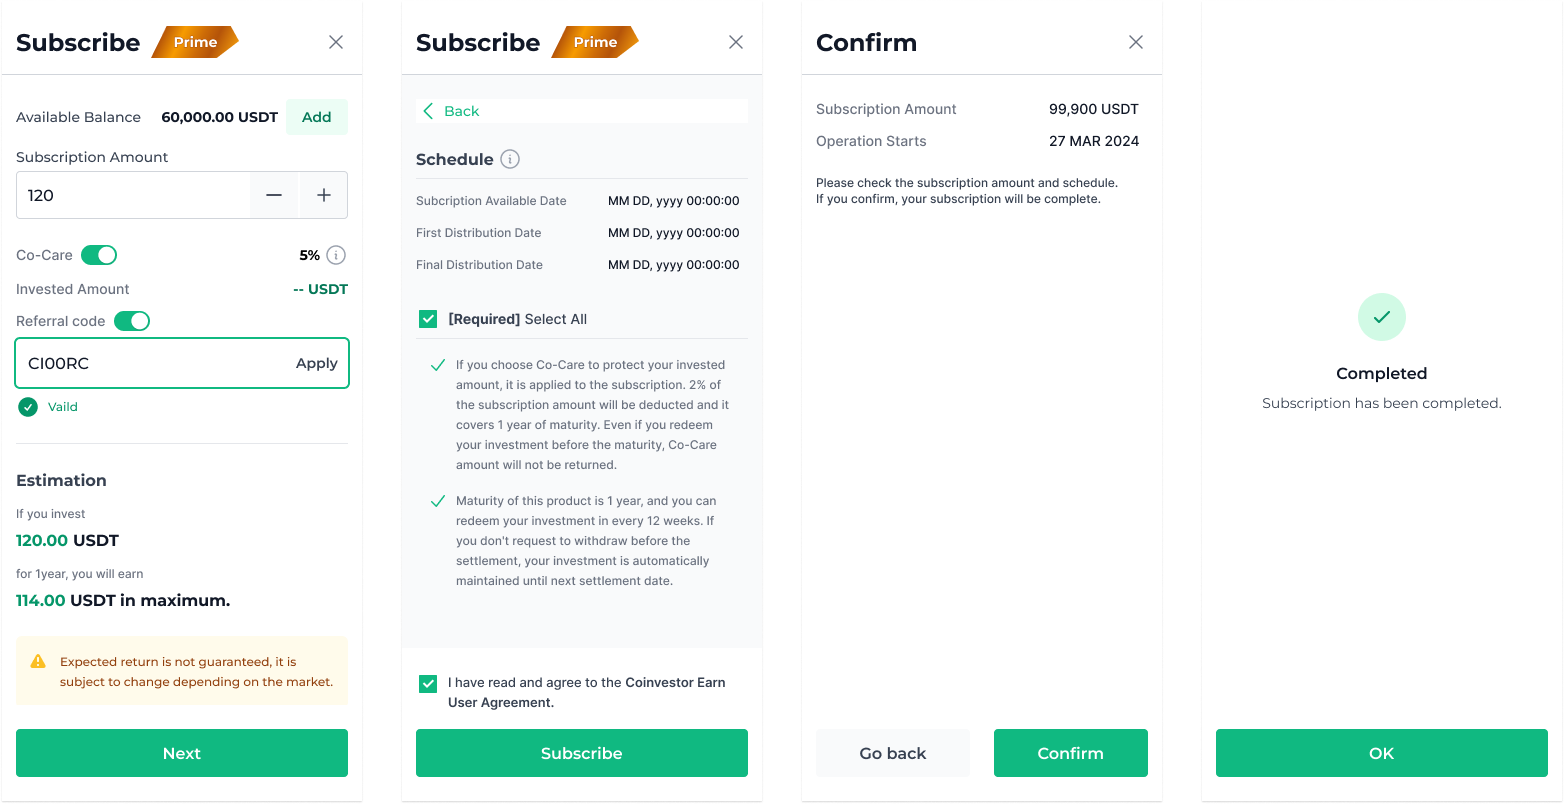 Subscribe Prime
Available Balance 60,000.00 USDT Add
Subscription Amount
120
Co-Care 5%
Invested Amount -- USDT
Referral code
CI00RC Apply
Vaild
Estimation
If you invest
120.00 USDT
for 1year, you will earn
114.00 USDT in maximum.
Expected return is not guaranteed, it is
subject to change depending on the market.
Next
Subscribe Prime
Back
Schedule
Subcription Available Date MM DD, yyyy 00:00:00
First Distribution Date MM DD, yyyy 00:00:00
Final Distribution Date MM DD, yyyy 00:00:00
[Required] Select All
If you choose Co-Care to protect your invested
amount, it is applied to the subscription. 2% of
the subscription amount will be deducted and it
covers 1 year of maturity. Even if you redeem
your investment before the maturity, Co-Care
amount will not be returned.
Maturity of this product is 1 year, and you can
redeem your investment in every 12 weeks. If
you don't request to withdraw before the
settlement, your investment is automatically
maintained until next settlement date.
I have read and agree to the Coinvestor Earn
User Agreement.
Subscribe
Confirm
Subscription Amount 99,900 USDT
Operation Starts 27 MAR 2024
Please check the subscription amount and schedule.
If you confirm, your subscription will be complete.
Go back Confirm
Completed
Subscription has been completed.
OK